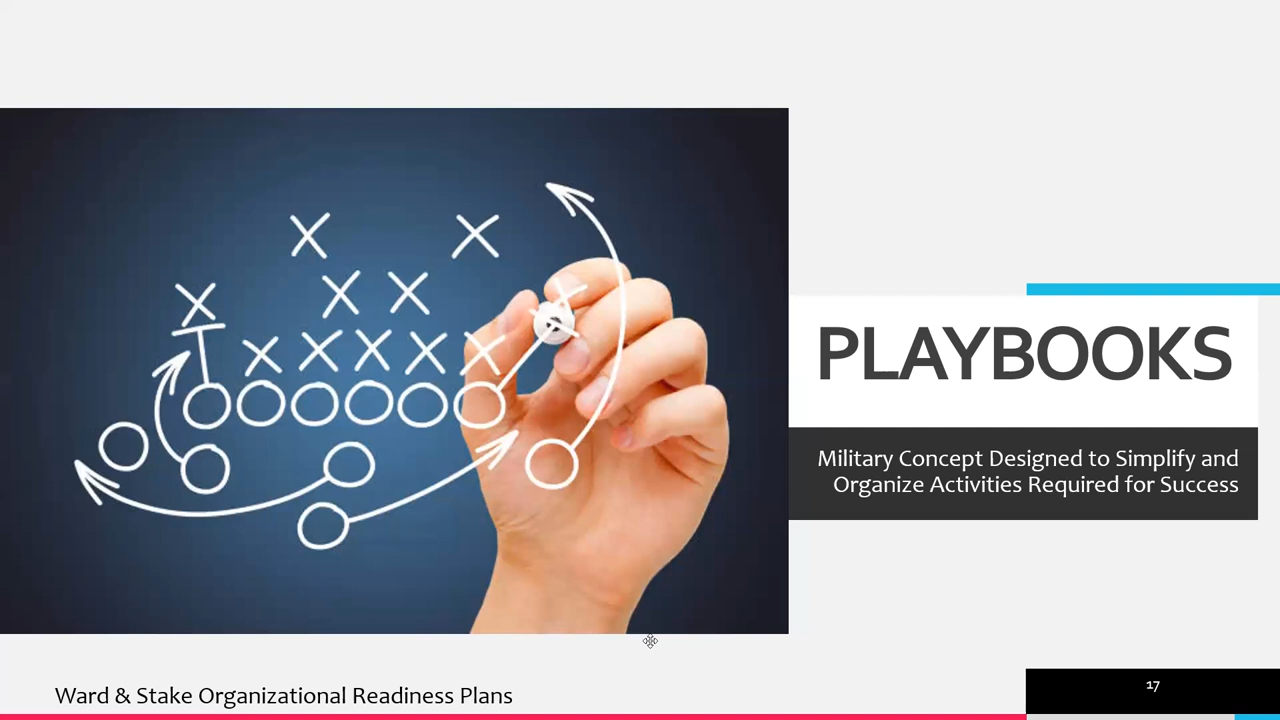 PLAYBOOKS
Military Concept Designed to Simplify and
Organize Activities Required for Success
Ward & Stake Organizational Readiness Plans
17